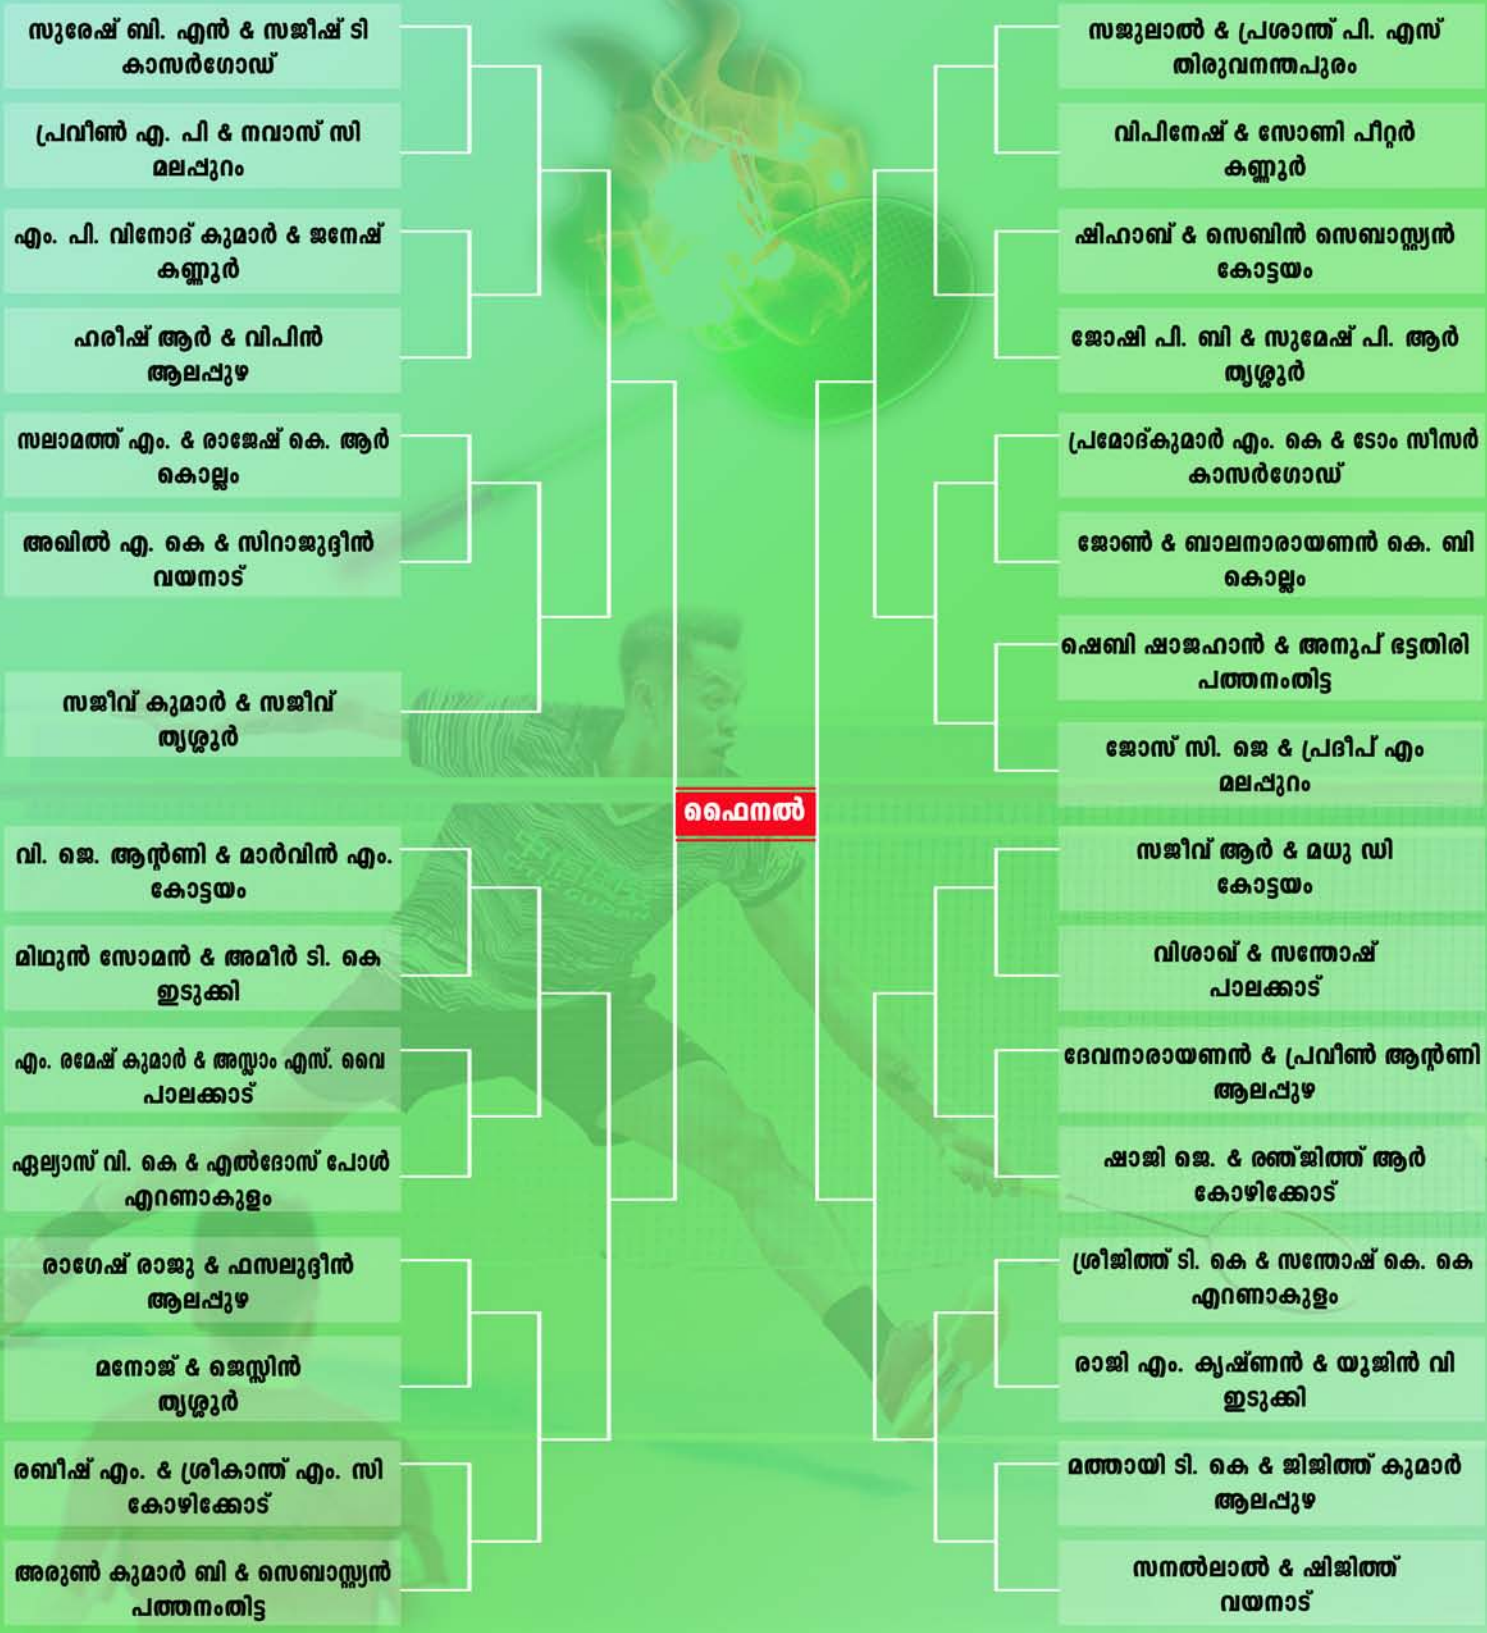 സുരേഷ് ബി. എൻ & സജീഷ് ടി
കാസർഗോഡ്
പ്രവീൺ എ. പി & നവാസ് സി
മലപ്പുറം
എം. പി. വിനോദ് കുമാർ & ജനേഷ്
കണ്ണൂർ
ഹരീഷ് ആർ & വിപിൻ
ആലപ്പുഴ
സലാമത്ത് എം. & രാജേഷ് കെ. ആർ
കൊല്ലം
അഖിൽ എ. കെ & സിറാജുദ്ദീൻ
വയനാട്
സജീവ് കുമാർ & സജീവ്
തൃശ്ശൂർ
വി. ജെ. ആന്റണി & മാർവിൻ എം.
കോട്ടയം
മിഥുൻ സോമൻ & അമീർ ടി. കെ
ഇടുക്കി
എം. രമേഷ് കുമാർ & അസ്ലാം എസ്. വൈ
പാലക്കാട്
ഏല്യാസ് വി. കെ & എൽദോസ് പോൾ
എറണാകുളം
രാഗേഷ് രാജു & ഫസലുദ്ദീൻ
ആലപ്പുഴ
മനോജ് & ജെസ്സിൻ
തൃശ്ശൂർ
രബീഷ് എം. & ശ്രീകാന്ത് എം. സി
കോഴിക്കോട്
അരുൺ കുമാർ ബി & സെബാസ്റ്റ്യൻ
പത്തനംതിട്ട
ഫൈനൽ
സജുലാൽ & പ്രശാന്ത് പി. എസ്
തിരുവനന്തപുരം
വിപിനേഷ് & സോണി പീറ്റർ
കണ്ണൂർ
ഷിഹാബ് & സെബിൻ സെബാസ്റ്റ്യൻ
കോട്ടയം
ജോഷി പി. ബി & സുമേഷ് പി. ആർ
തൃശ്ശൂർ
പ്രമോദ്കുമാർ എം. കെ & ടോം സീസർ
കാസർഗോഡ്
ജോൺ & ബാലനാരായണൻ കെ. ബി
കൊല്ലം
ഷെബി ഷാജഹാൻ & അനൂപ് ഭട്ടതിരി
പത്തനംതിട്ട
ജോസ് സി. ജെ & പ്രദീപ് എം
മലപ്പുറം
സജീവ് ആർ & മധു ഡി
കോട്ടയം
വിശാഖ് & സന്തോഷ്
പാലക്കാട്
ദേവനാരായണൻ & പ്രവീൺ ആന്റണി
ആലപ്പുഴ
ഷാജി ജെ. & രഞ്ജിത്ത് ആർ
കോഴിക്കോട്
ശ്രീജിത്ത് ടി. കെ & സന്തോഷ് കെ. കെ
എറണാകുളം
രാജി എം. കൃഷ്ണൻ & യൂജിൻ വി
ഇടുക്കി
മത്തായി ടി. കെ & ജിജിത്ത് കുമാർ
ആലപ്പുഴ
സനൽലാൽ & ഷിജിത്ത്
വയനാട്